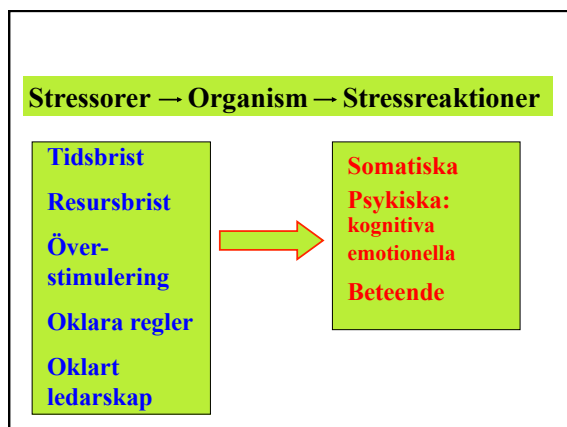 Stressorer → Organism → Stressreaktioner
Tidsbrist
Resursbrist
Över-
stimulering
Oklara regler
Oklart
ledarskap
Somatiska
Psykiska:
kognitiva
emotionella
Beteende